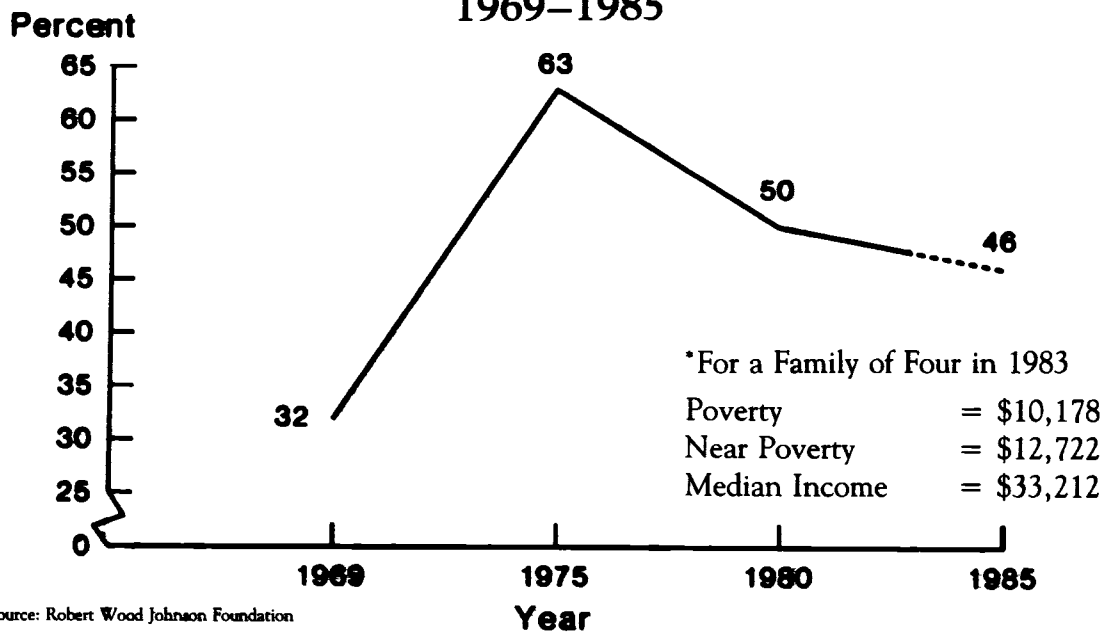 1969–1985
Percent
65
60
55
50
45
40
35
30
25
0
63
50
46
32
*For a Family of Four in 1983
Poverty = $10,178
Near Poverty = $12,722
Median Income = $33,212
1969 1975 1980 1985
Year
ource: Robert Wood Johnson Foundation